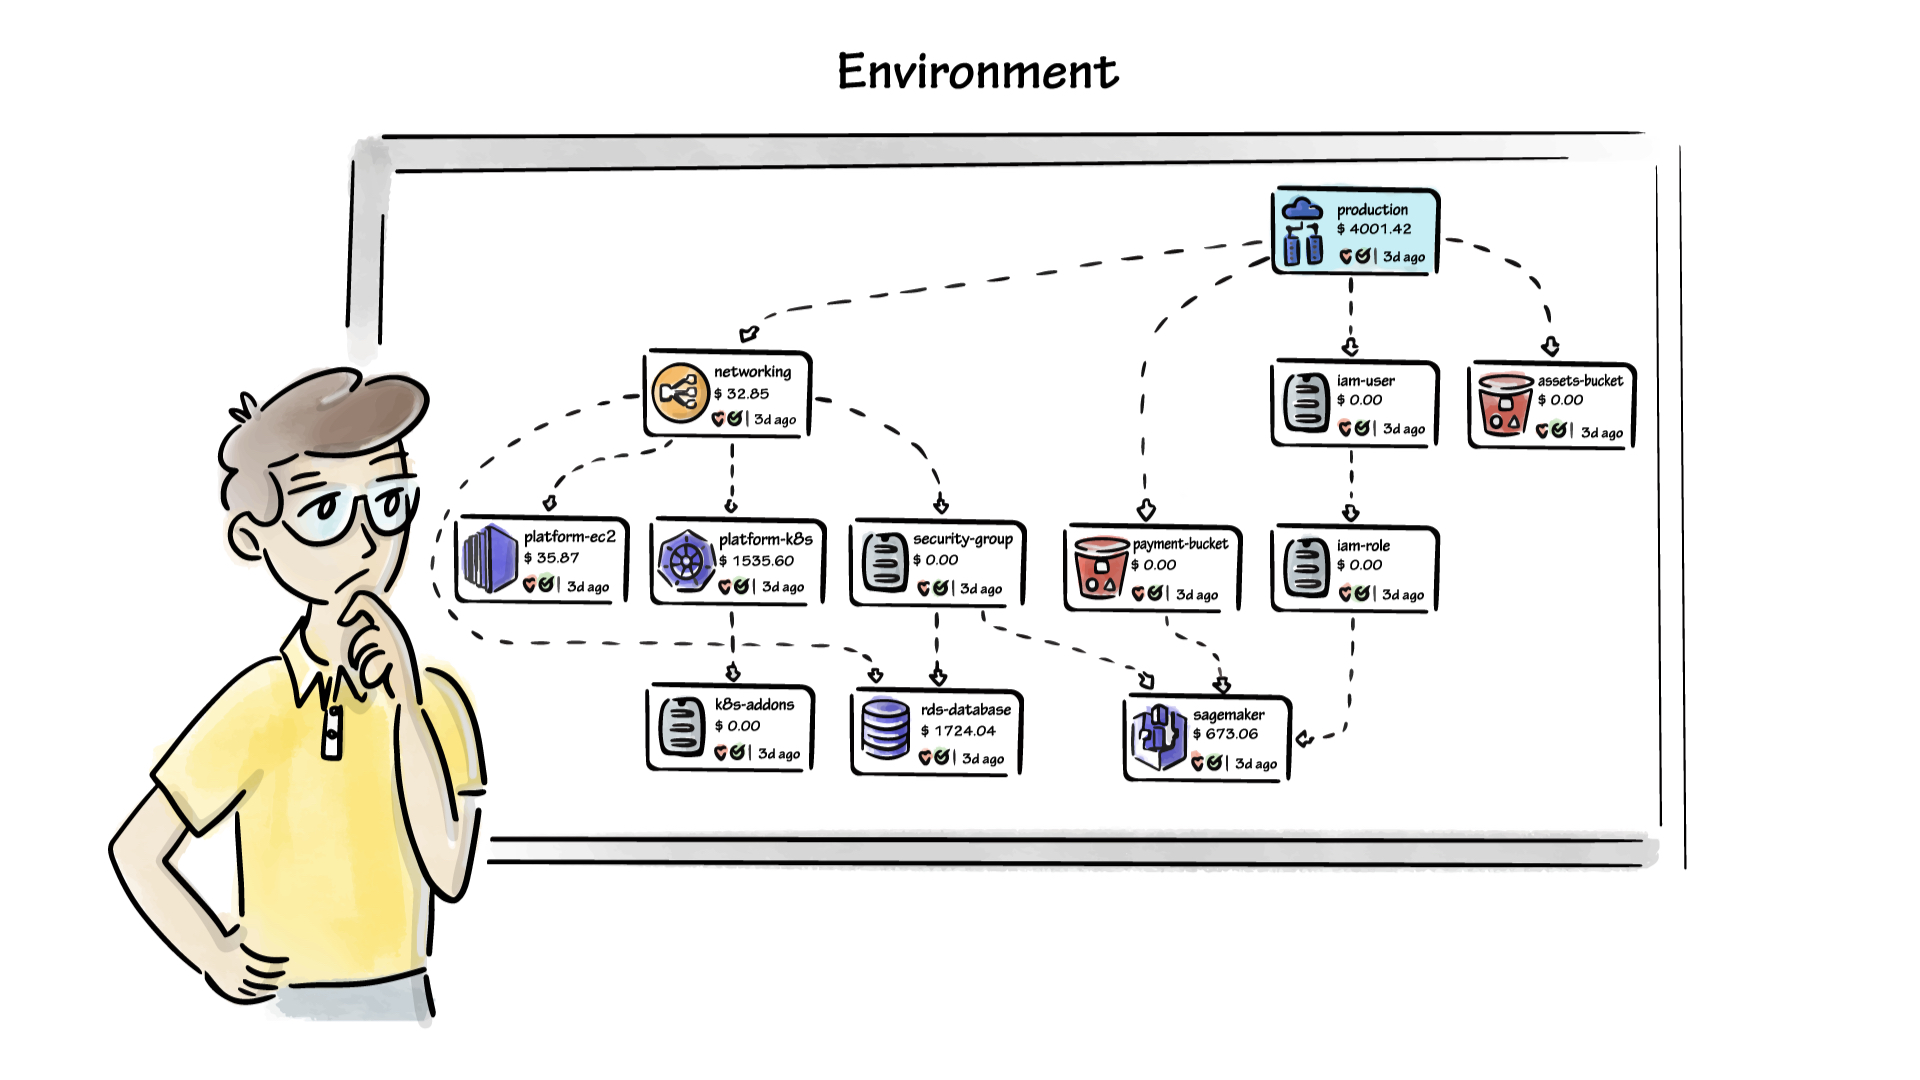 Environment
production
$ 4001.42
3d ago
networking
$ 32.85
3d ago
iam-user
$ 0.00
3d ago
assets-bucket
$ 0.00
3d ago
platform-ec2
$ 35.87
3d ago
platform-k8s
$ 1535.60
3d ago
security-group
$ 0.00
3d ago
payment-bucket
$ 0.00
3d ago
iam-role
$ 0.00
3d ago
k8s-addons
$ 0.00
3d ago
rds-database
$ 1724.04
3d ago
sagemaker
$ 673.06
3d ago